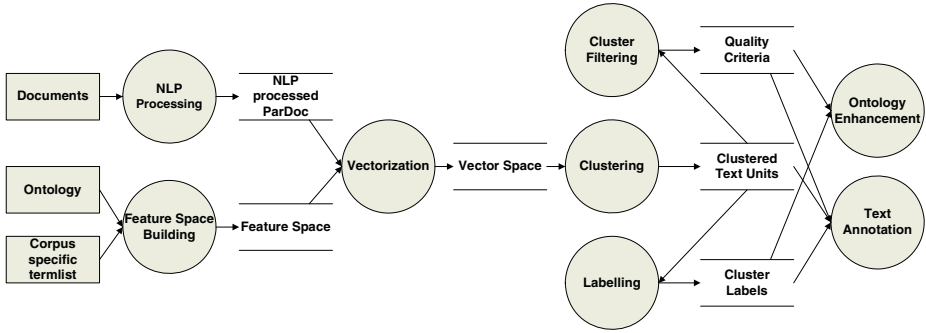 Documents
NLP
Processing
NLP
processed
ParDoc
Ontology
Corpus
specific
termlist
Feature Space
Building
Feature Space
Vectorization
Vector Space
Cluster
Filtering
Quality
Criteria
Clustering
Clustered
Text Units
Labelling
Cluster
Labels
Ontology
Enhancement
Text
Annotation